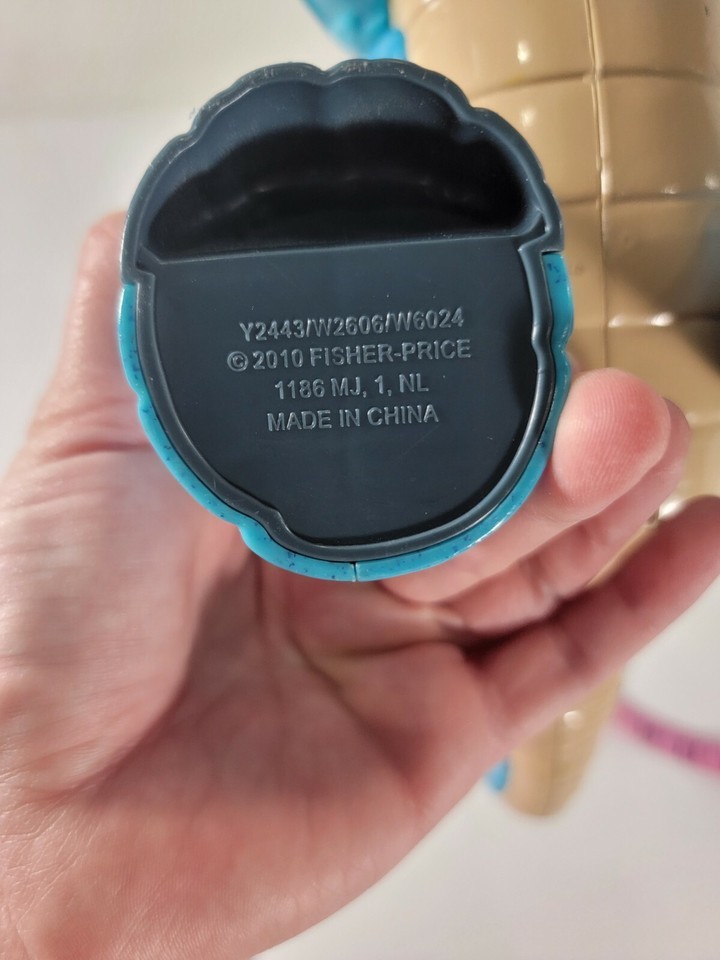 Y2443/W2606/W6024
© 2010 FISHER-PRICE
1186 MJ, 1, NL
MADE IN CHINA